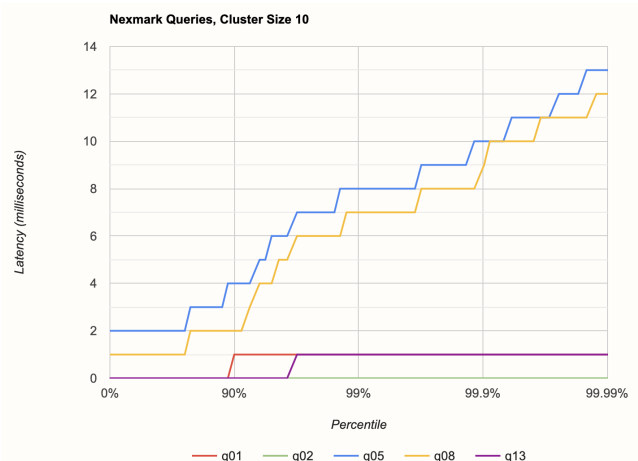 Nexmark Queries, Cluster Size 10
14
12
10
8
6
4
2
0
Latency (milliseconds)
0% 90% 99% 99.9% 99.99%
Percentile
q01 q02 q05 q08 q13